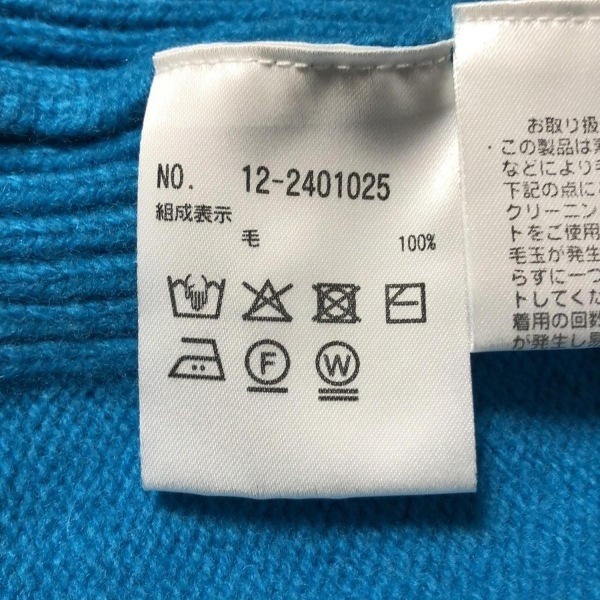 NO. 12-2401025
組成表示
毛 100%
F
W
お取り扱
・この製品は
などにより毛
下記の点に
クリーニン
トをご使用
毛玉が発生
らずに一つ
トしてくだ
着用の回数
が発生し易